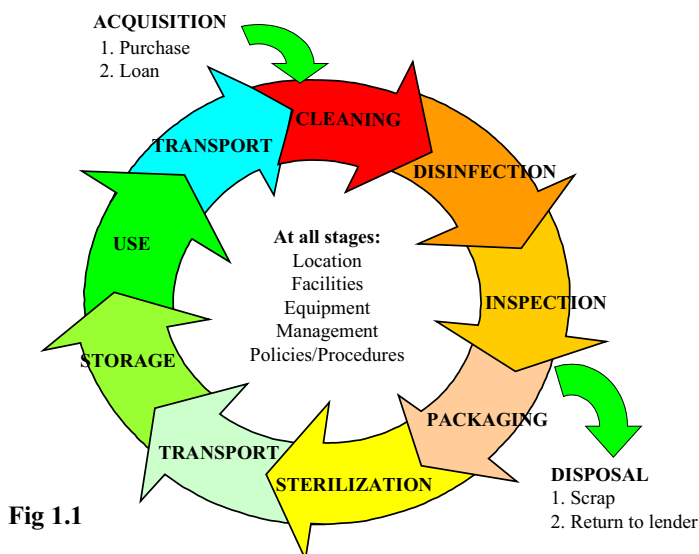 ACQUISITION
1. Purchase
2. Loan
CLEANING
TRANSPORT
DISINFECTION
USE
At all stages:
Location
Facilities
Equipment
Management
Policies/Procedures
INSPECTION
STORAGE
PACKAGING
TRANSPORT
STERILIZATION
DISPOSAL
1. Scrap
2. Return to lender
Fig 1.1